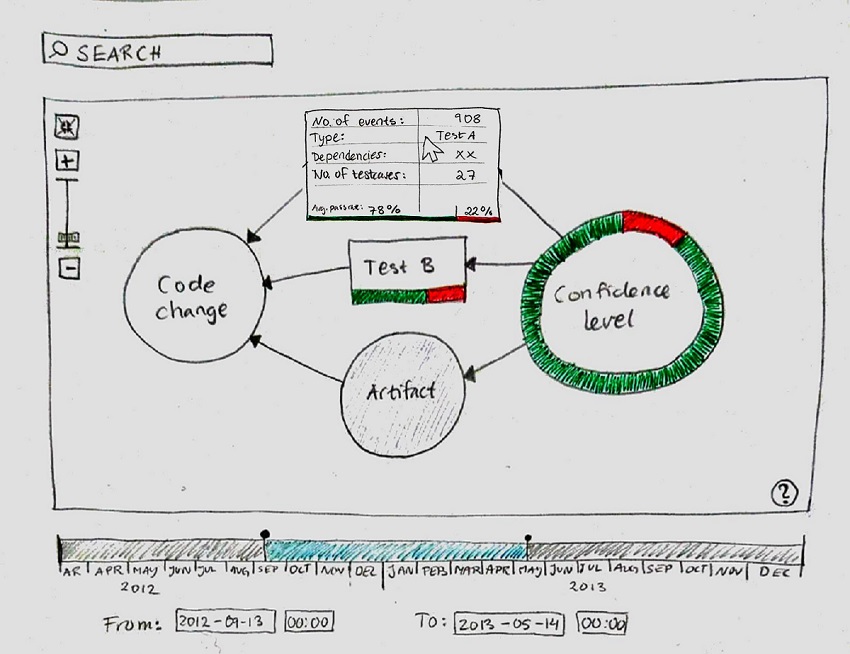 SEARCH
No. of events: 908
Type: Test A
Dependencies: xx
No. of testcases: 27
Avg. passrate: 78% 22%
+
-
Code change
Test B
Confidence level
Artifact
?
AR APR MAY JUN JUL AUG SEP OCT NOV DEC JAN FEB MAR APR MAY JUN JUL AUG SEP OCT NOV DEC
2012 2013
From: 2012-09-13 00:00 To: 2013-05-14 00:00